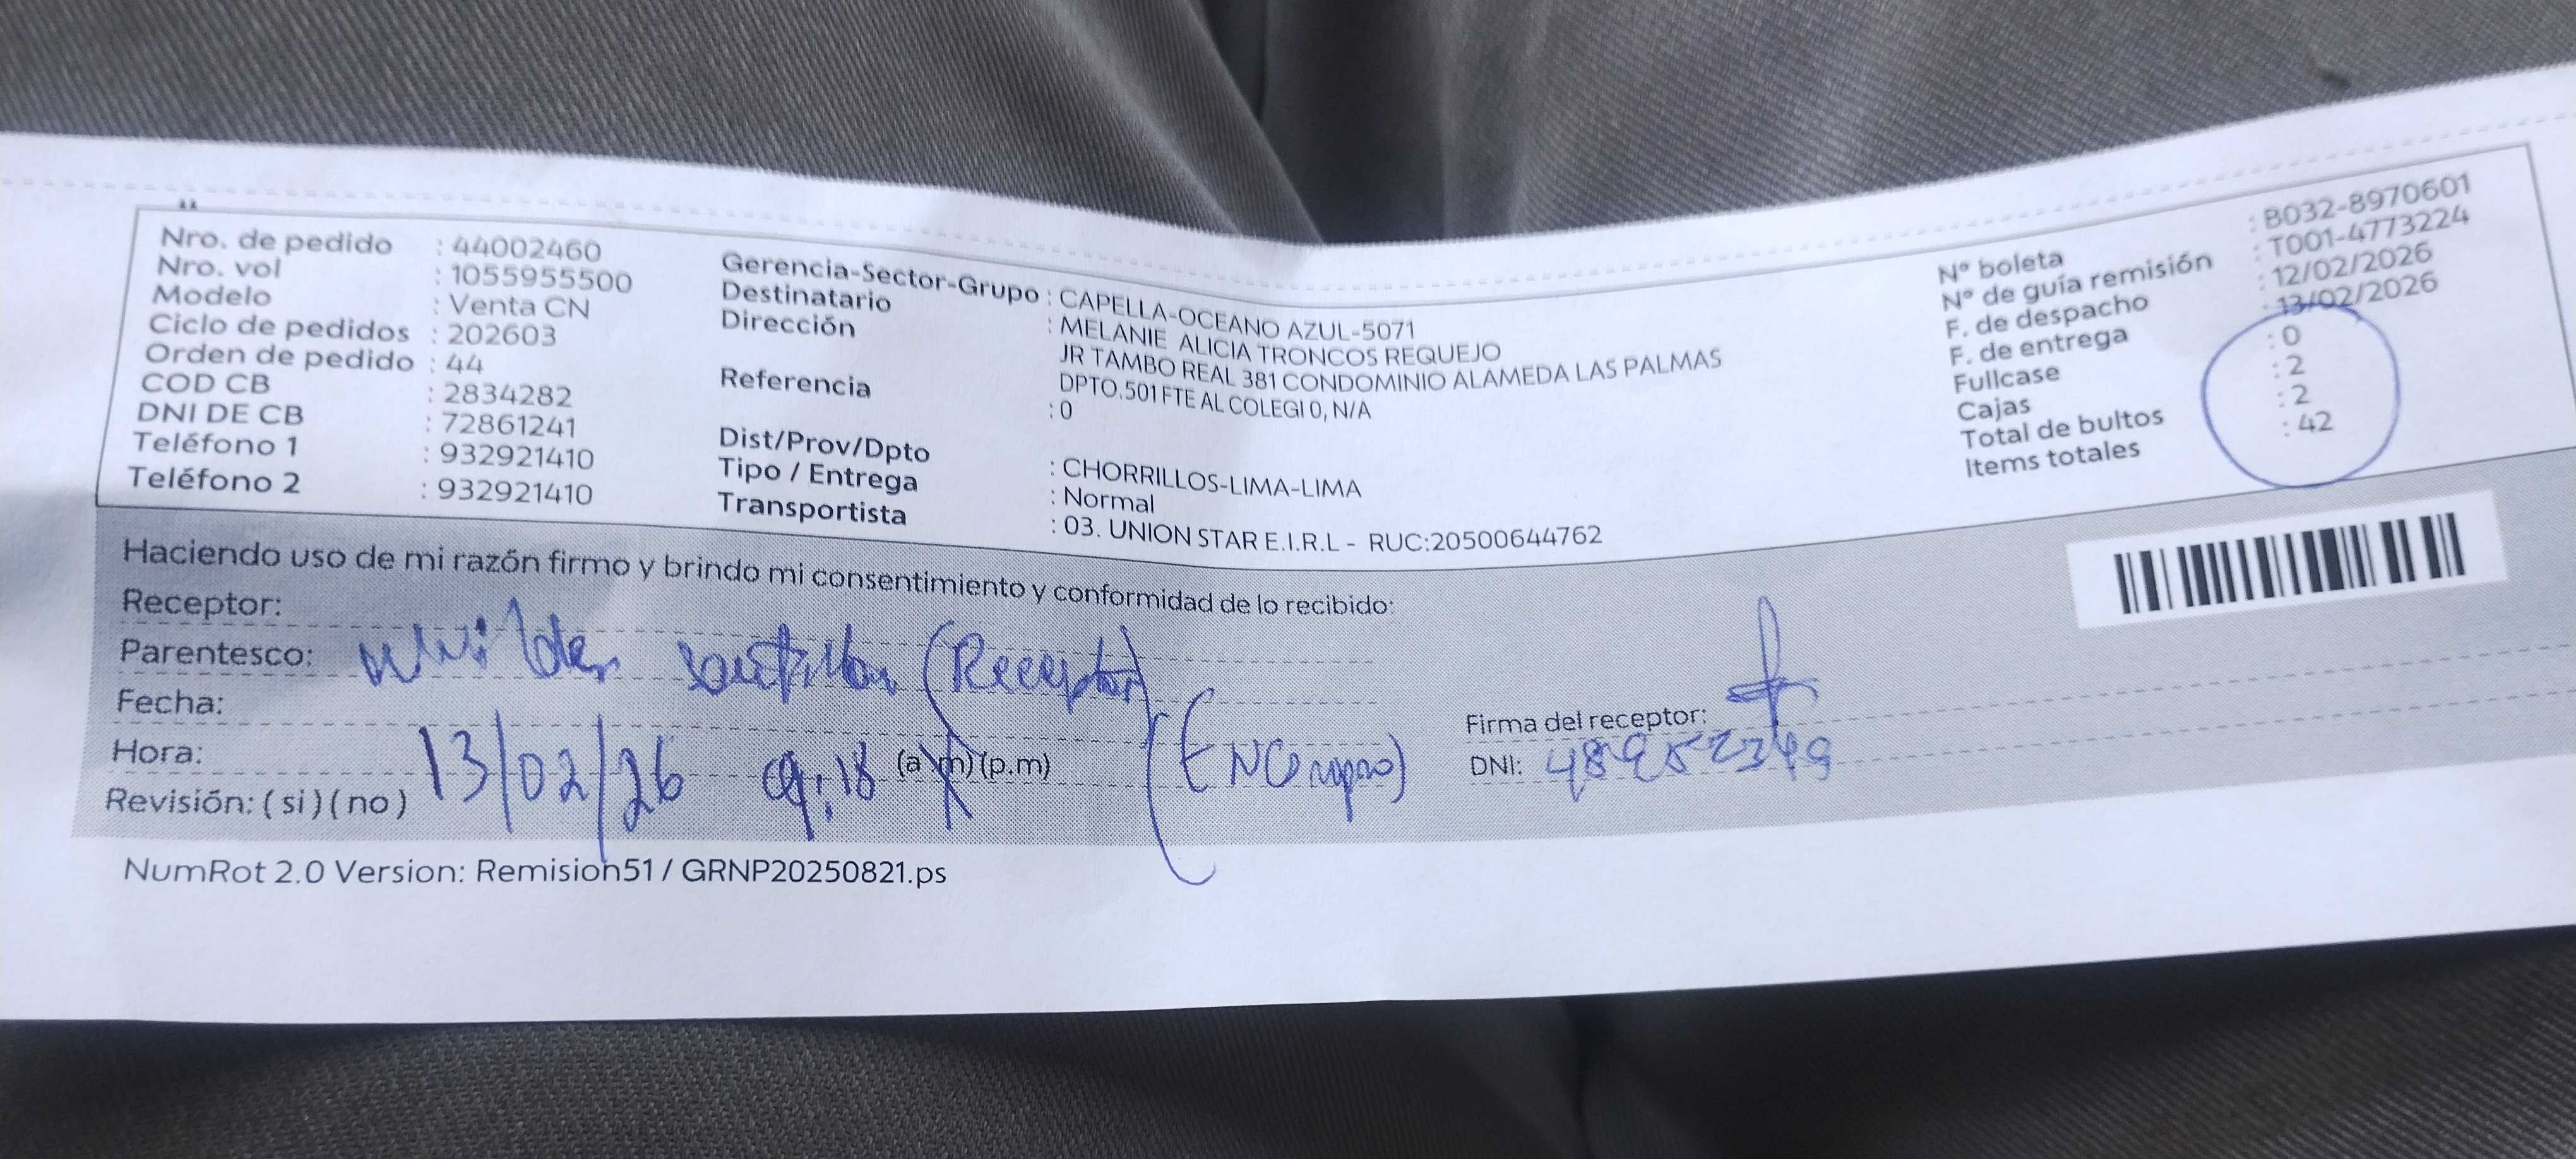 Nro. de pedido : 44002460
Nro. vol : 1055955500
Modelo : Venta CN
Ciclo de pedidos : 202603
Orden de pedido : 44
COD CB : 2834282
DNI DE CB : 72861241
Teléfono 1 : 932921410
Teléfono 2 : 932921410
Gerencia-Sector-Grupo : CAPELLA-OCEANO AZUL-5071
Destinatario : MELANIE ALICIA TRONCOS REQUEJO
Dirección JR TAMBO REAL 381 CONDOMINIO ALAMEDA LAS PALMAS
DPTO.501 FTE AL COLEGI 0, N/A
Referencia : 0
Dist/Prov/Dpto : CHORRILLOS-LIMA-LIMA
Tipo / Entrega : Normal
Transportista : 03. UNION STAR E.I.R.L - RUC:20500644762
N° boleta : B032-8970601
N° de guía remisión : T001-4773224
F. de despacho : 12/02/2026
F. de entrega : 13/02/2026
Fullcase : 0
Cajas : 2
Total de bultos : 2
Items totales : 42
Haciendo uso de mi razón firmo y brindo mi consentimiento y conformidad de lo recibido:
Receptor:
Parentesco: (Receptor)
Fecha:
Hora: 13/02/26 09:18 (a.m)(p.m)
Revisión: ( si ) ( no )
Firma del receptor:
DNI:
NumRot 2.0 Version: Remision51 / GRNP20250821.ps